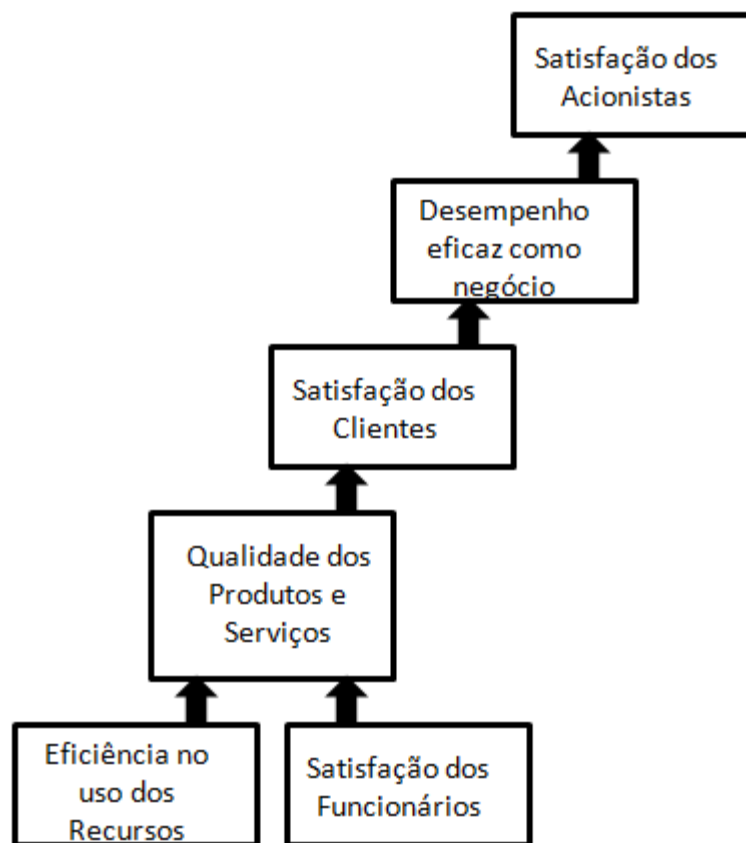 Satisfação dos
Acionistas
Desempenho
eficaz como
negócio
Satisfação dos
Clientes
Qualidade dos
Produtos e
Serviços
Eficiência no
uso dos
Recursos
Satisfação dos
Funcionários